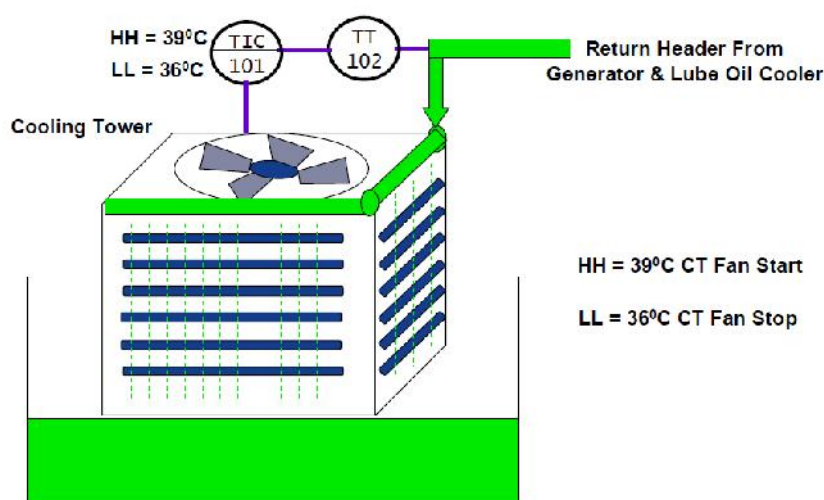 HH = 39⁰C
LL = 36⁰C
TIC
101
TT
102
Return Header From
Generator & Lube Oil Cooler
Cooling Tower
HH = 39⁰C CT Fan Start
LL = 36⁰C CT Fan Stop